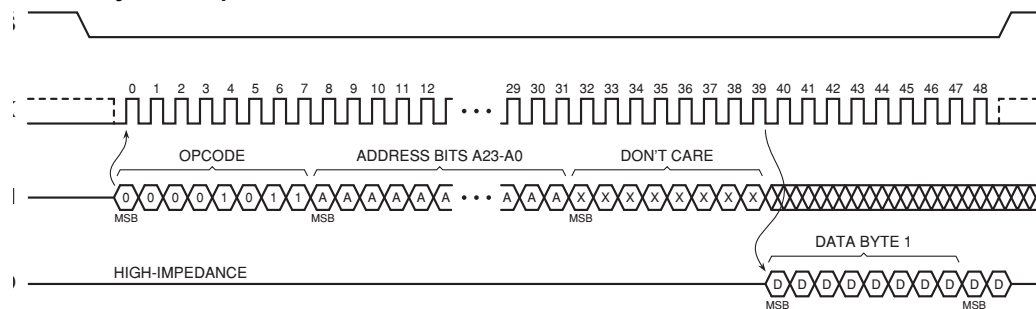 0 1 2 3 4 5 6 7 8 9 10 11 12 29 30 31 32 33 34 35 36 37 38 39 40 41 42 43 44 45 46 47 48
• • •
OPCODE ADDRESS BITS A23-A0 DON'T CARE
0 0 0 0 1 0 1 1 A A A A A A • • • A A A X X X X X X X X
MSB MSB MSB
DATA BYTE 1
HIGH-IMPEDANCE
D D D D D D D D D D
MSB MSB